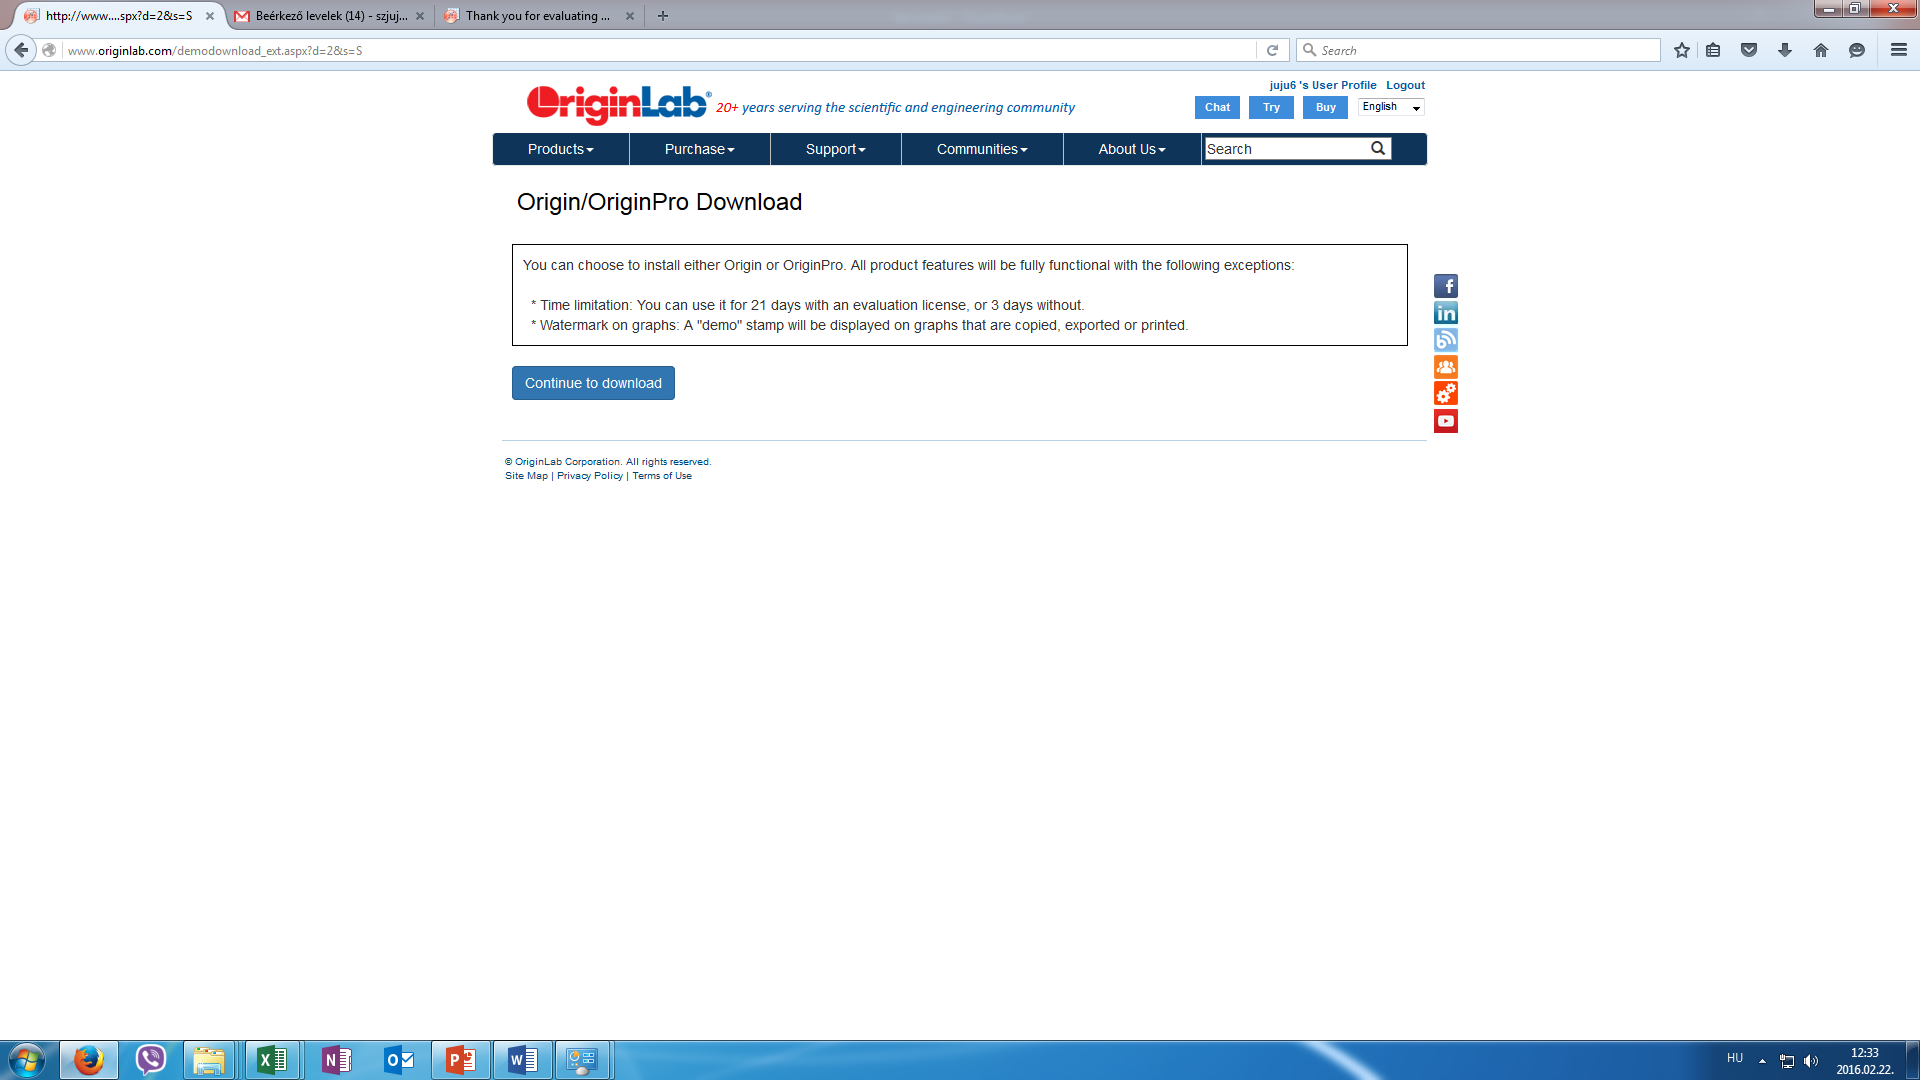 http://www....spx?d=2&s=S
Beérkező levelek (14) - szjuj...
Thank you for evaluating ...
www.originlab.com/demodownload_ext.aspx?d=2&s=S
Search
juju6 's User Profile Logout
OriginLab® 20+ years serving the scientific and engineering community
Chat Try Buy English
Products Purchase Support Communities About Us Search
Origin/OriginPro Download
You can choose to install either Origin or OriginPro. All product features will be fully functional with the following exceptions:
* Time limitation: You can use it for 21 days with an evaluation license, or 3 days without.
* Watermark on graphs: A "demo" stamp will be displayed on graphs that are copied, exported or printed.
Continue to download
© OriginLab Corporation. All rights reserved.
Site Map | Privacy Policy | Terms of Use
HU
12:33
2016.02.22.